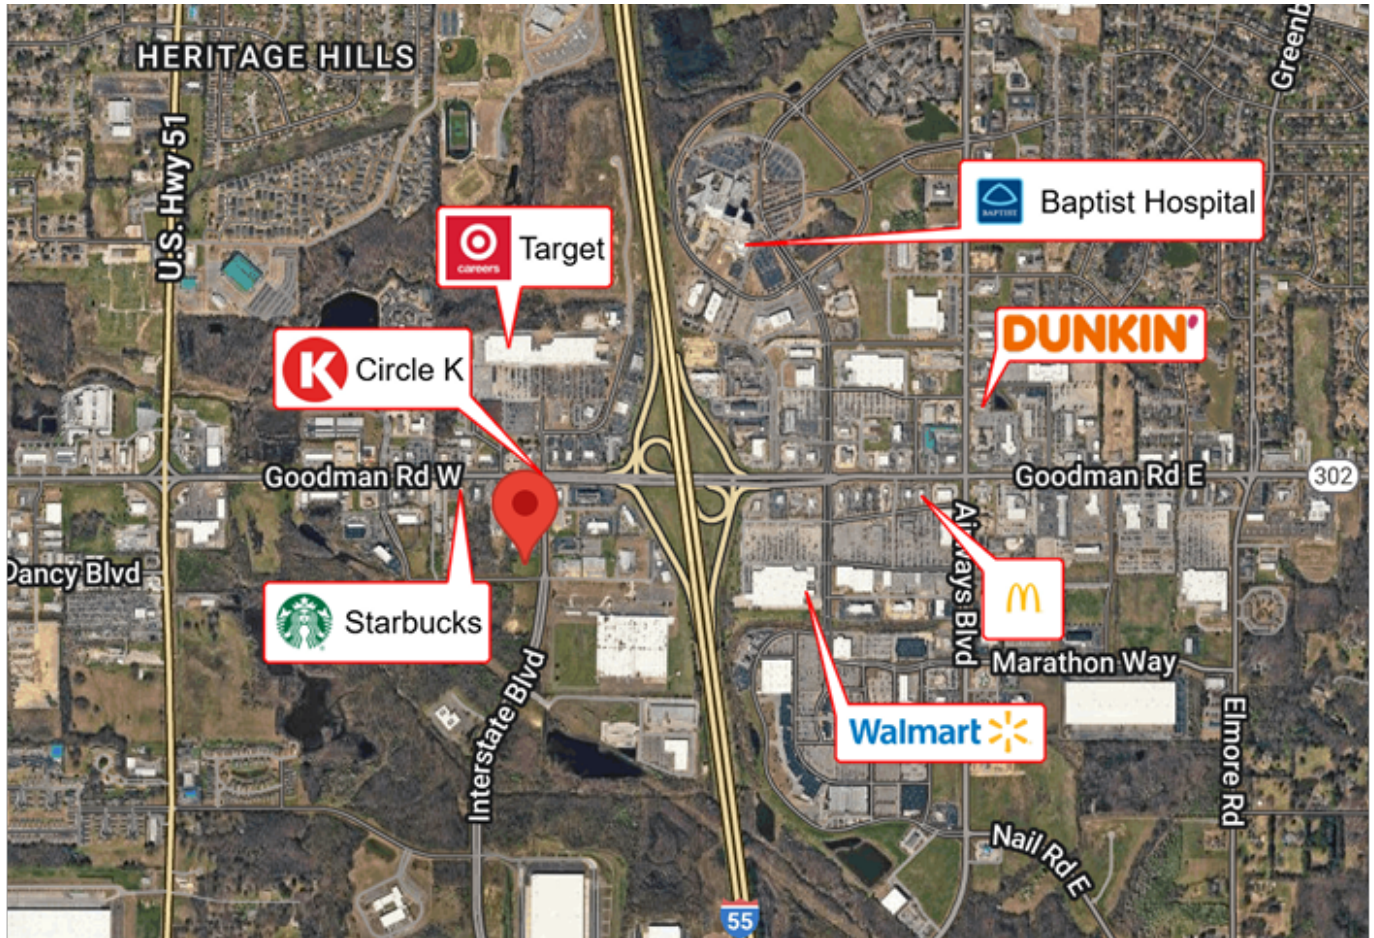 HERITAGE HILLS
Greenb
U.S. Hwy 51
BAPTIST
Baptist Hospital
careers
Target
DUNKIN'
K
Circle K
Goodman Rd W
Goodman Rd E
302
Airways Blvd
Dancy Blvd
Starbucks
M
Interstate Blvd
Marathon Way
Walmart
Elmore Rd
Nail Rd E
55